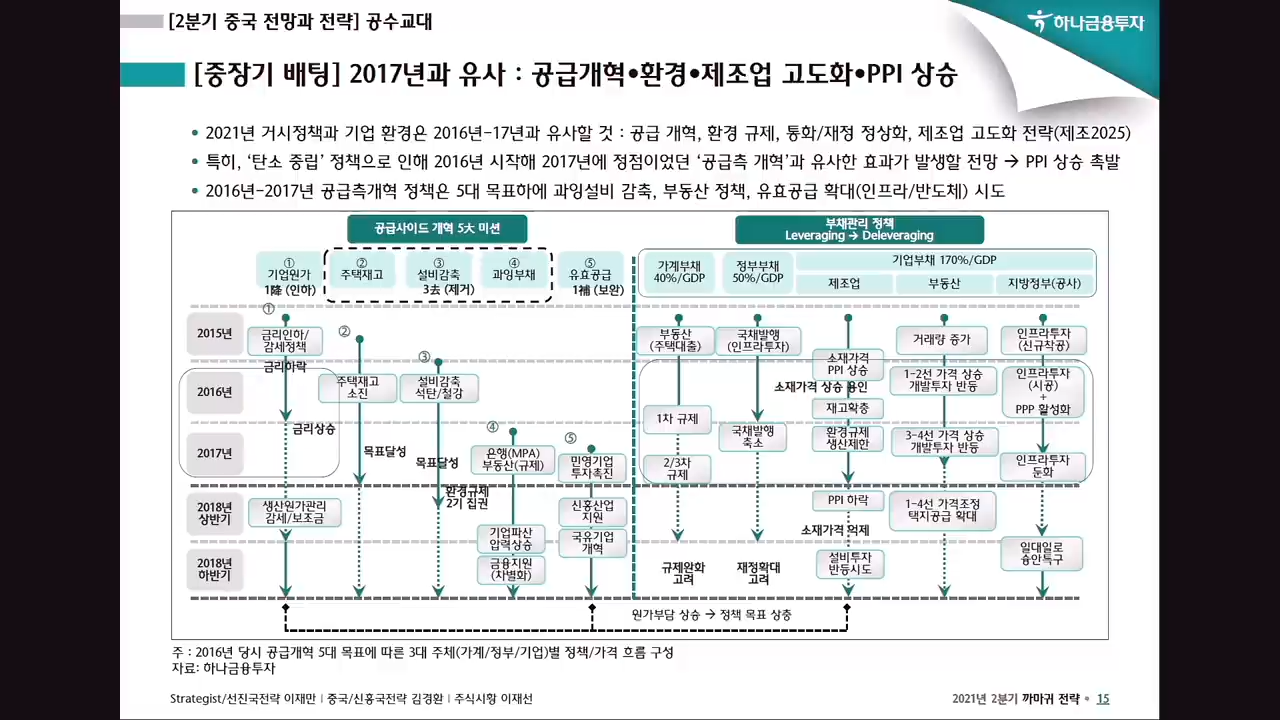 [2분기 중국 전망과 전략] 공수교대
하나금융투자
[중장기 배팅] 2017년과 유사 : 공급개혁•환경•제조업 고도화•PPI 상승
• 2021년 거시정책과 기업 환경은 2016년-17년과 유사할 것 : 공급 개혁, 환경 규제, 통화/재정 정상화, 제조업 고도화 전략(제조2025)
• 특히, ‘탄소 중립’ 정책으로 인해 2016년 시작해 2017년에 정점이었던 ‘공급측 개혁’과 유사한 효과가 발생할 전망 → PPI 상승 촉발
• 2016년-2017년 공급측개혁 정책은 5대 목표하에 과잉설비 감축, 부동산 정책, 유효공급 확대(인프라/반도체) 시도
공급사이드 개혁 5大 미션
부채관리 정책
Leveraging → Deleveraging
①
기업원가
1降 (인하)
②
주택재고
③
설비감축
3去 (제거)
④
과잉부채
⑤
유효공급
1補 (보완)
가계부채
40%/GDP
정부부채
50%/GDP
기업부채 170%/GDP
제조업
부동산
지방정부(공사)
2015년
①
금리인하/
감세정책
②
③
부동산
(주택대출)
국채발행
(인프라투자)
소재가격
PPI 상승
거래량 증가
인프라투자
(신규착공)
금리하락
2016년
주택재고
소진
설비감축
석탄/철강
소재가격 상승 용인
재고확충
1-2선 가격 상승
개발투자 반등
인프라투자
(시공)
+
PPP 활성화
금리상승
1차 규제
2017년
목표달성
목표달성
④
은행(MPA)
부동산(규제)
⑤
민영기업
투자촉진
국채발행
축소
2/3차
규제
환경규제
생산제한
3-4선 가격 상승
개발투자 반등
인프라투자
둔화
2018년
상반기
생산원가관리
감세/보조금
환경규제
2기 집권
신흥산업
지원
PPI 하락
1-4선 가격조정
택지공급 확대
기업파산
압력상승
국유기업
개혁
소재가격 억제
2018년
하반기
금융지원
(차별화)
규제완화
고려
재정확대
고려
설비투자
반등시도
일대일로
슝안특구
원가부담 상승 → 정책 목표 상충
주 : 2016년 당시 공급개혁 5대 목표에 따른 3대 주체(가계/정부/기업)별 정책/가격 흐름 구성
자료: 하나금융투자
Strategist/선진국전략 이재만 | 중국/신흥국전략 김경환 | 주식시황 이재선
2021년 2분기 까마귀 전략 • 15